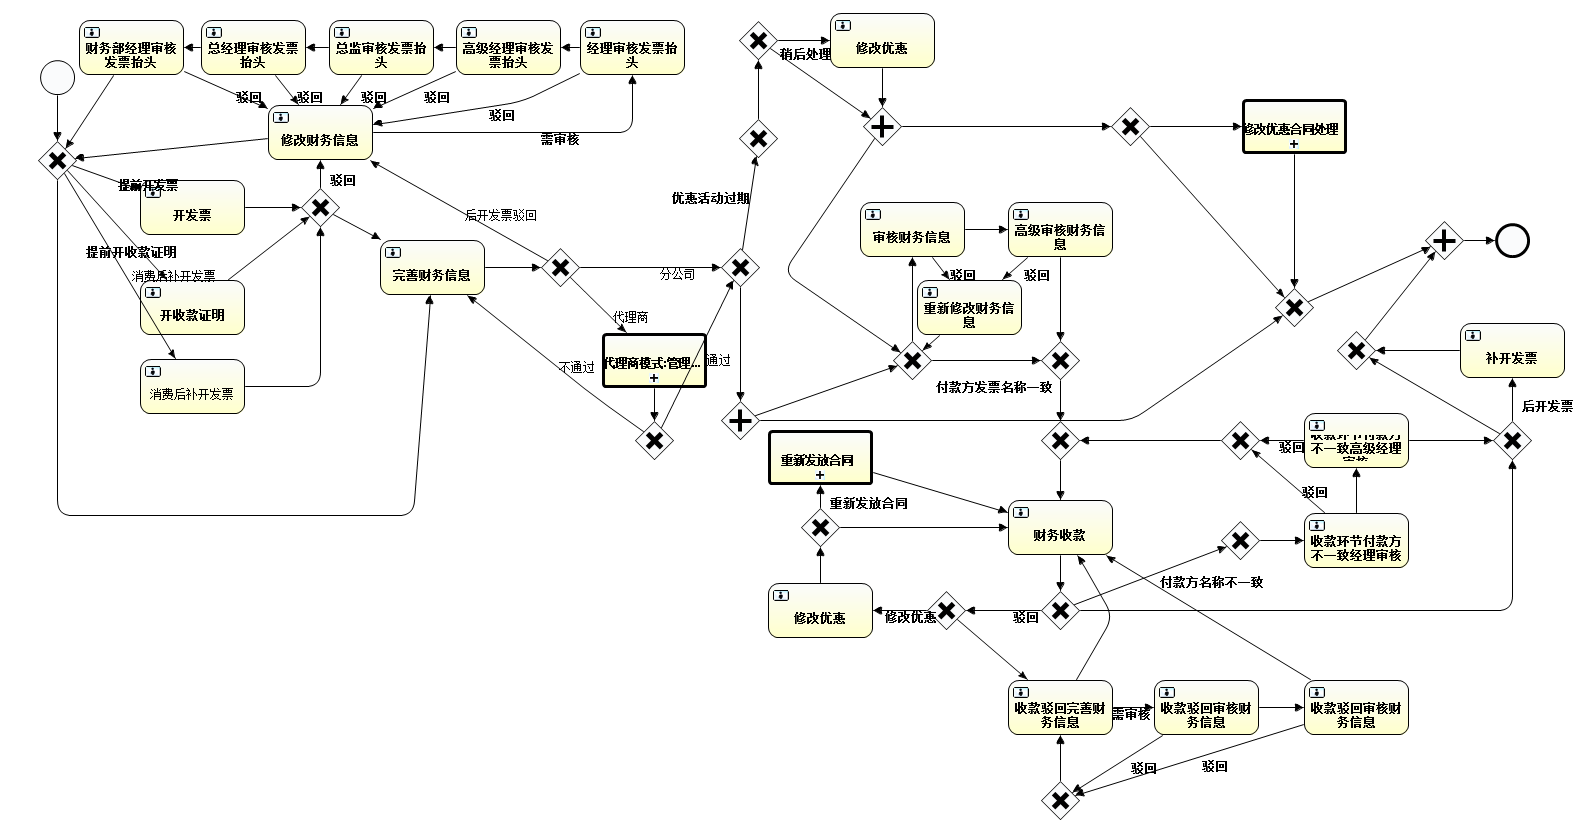 财务部经理审核
发票抬头
总经理审核发票
抬头
总监审核发票抬
头
高级经理审核发
票抬头
经理审核发票抬
头
修改优惠
稍后处理
驳回
驳回
驳回
驳回
驳回
修改财务信息
需审核
修改优惠合同处理
提前开发票
驳回
开发票
优惠活动过期
后开发票驳回
审核财务信息
高级审核财务信
息
提前开收款证明
消费后补开发票
完善财务信息
分公司
驳回
驳回
开收款证明
代理商
重新修改财务信
息
代理商模式:管理...
通过
不通过
补开发票
消费后补开发票
付款方发票名称一致
后开发票
收款环节付款方
不一致高级经理
审核
驳回
重新发放合同
驳回
重新发放合同
财务收款
收款环节付款方
不一致经理审核
付款方名称不一致
修改优惠
修改优惠
驳回
收款驳回完善财
务信息
需审核
收款驳回审核财
务信息
收款驳回审核财
务信息
驳回
驳回